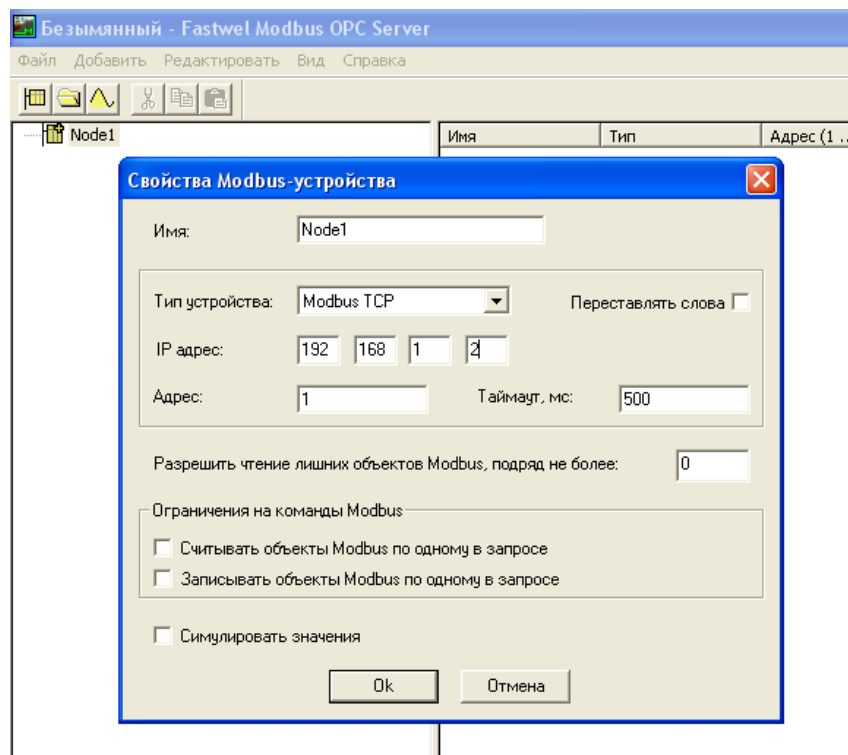 Безымянный - Fastwel Modbus OPC Server
Файл Добавить Редактировать Вид Справка
Node1
Имя Тип Адрес (1 ..
Свойства Modbus-устройства
Имя: Node1
Тип устройства: Modbus TCP Переставлять слова
IP адрес: 192 168 1 2
Адрес: 1 Таймаут, мс: 500
Разрешить чтение лишних объектов Modbus, подряд не более: 0
Ограничения на команды Modbus
Считывать объекты Modbus по одному в запросе
Записывать объекты Modbus по одному в запросе
Симулировать значения
Ok Отмена